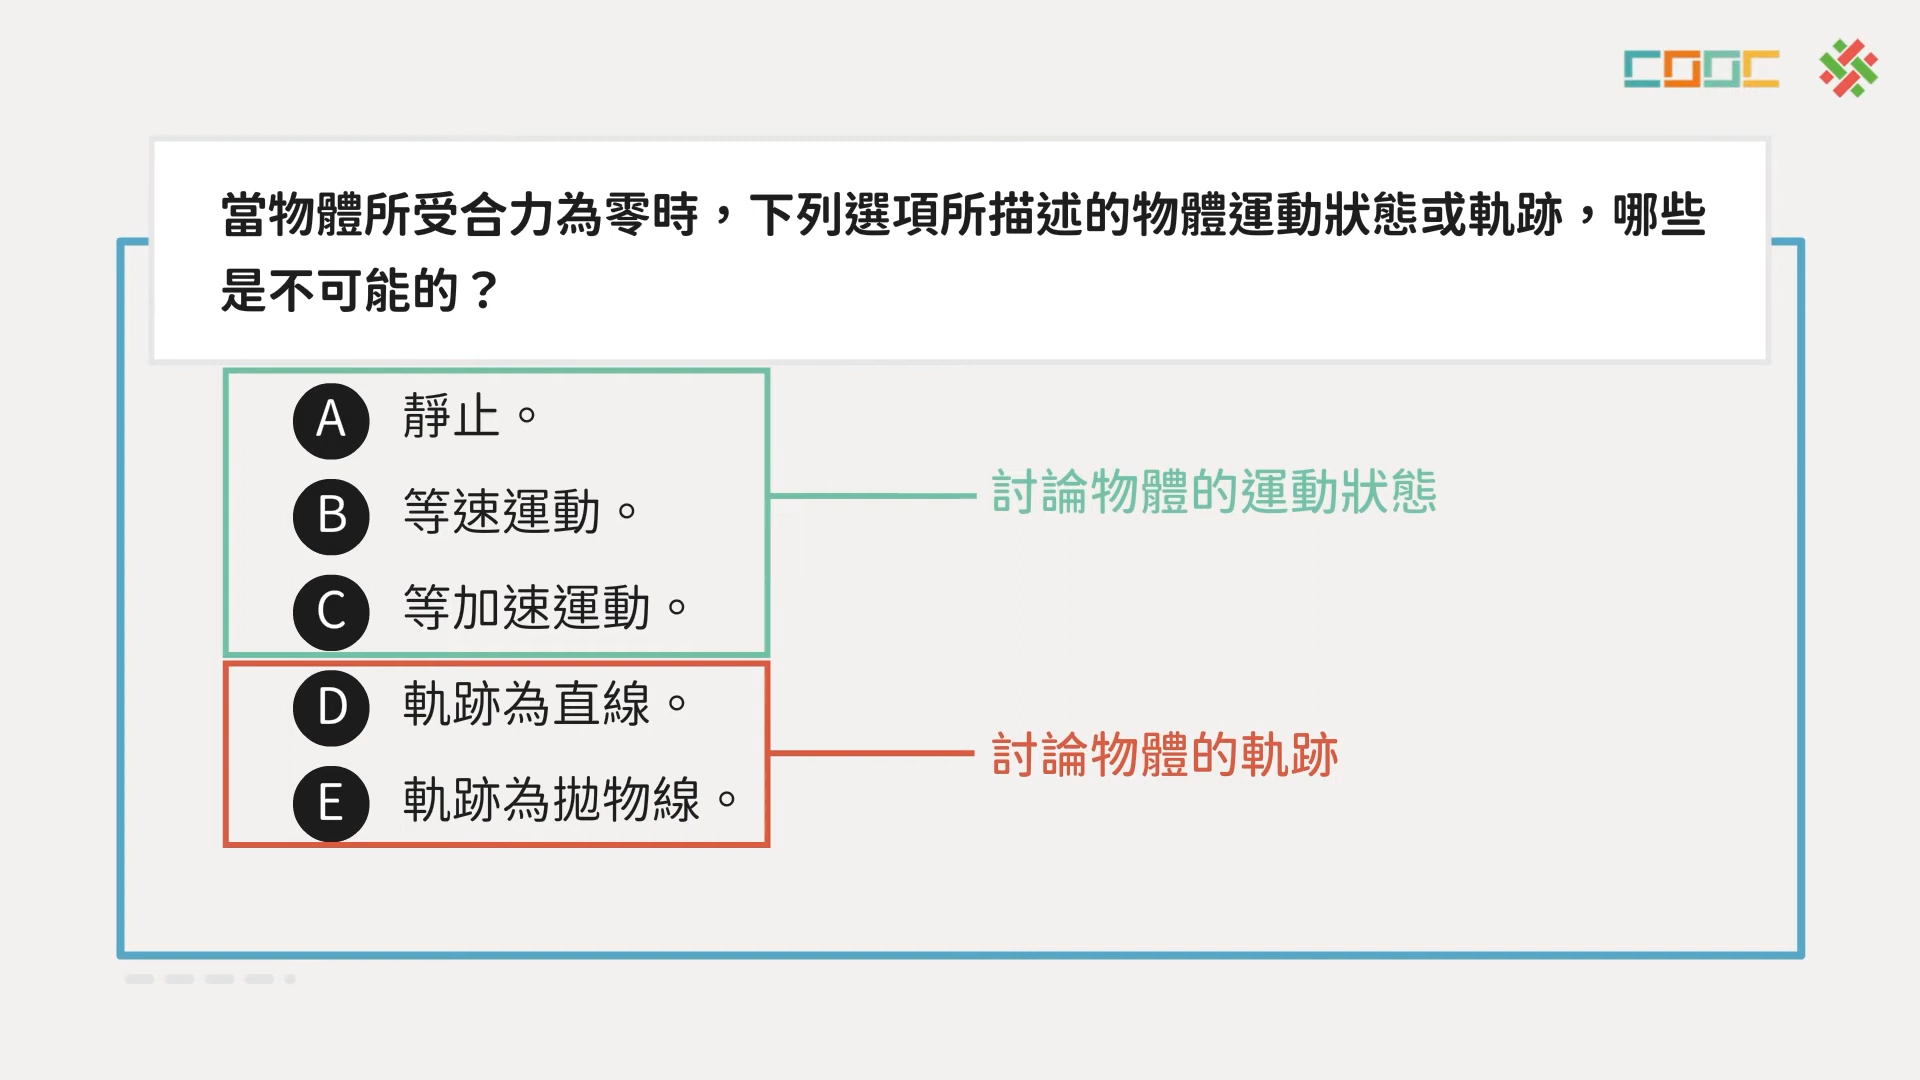 COOC
當物體所受合力為零時，下列選項所描述的物體運動狀態或軌跡，哪些
是不可能的？
A 靜止。
B 等速運動。
C 等加速運動。
討論物體的運動狀態
D 軌跡為直線。
E 軌跡為拋物線。
討論物體的軌跡